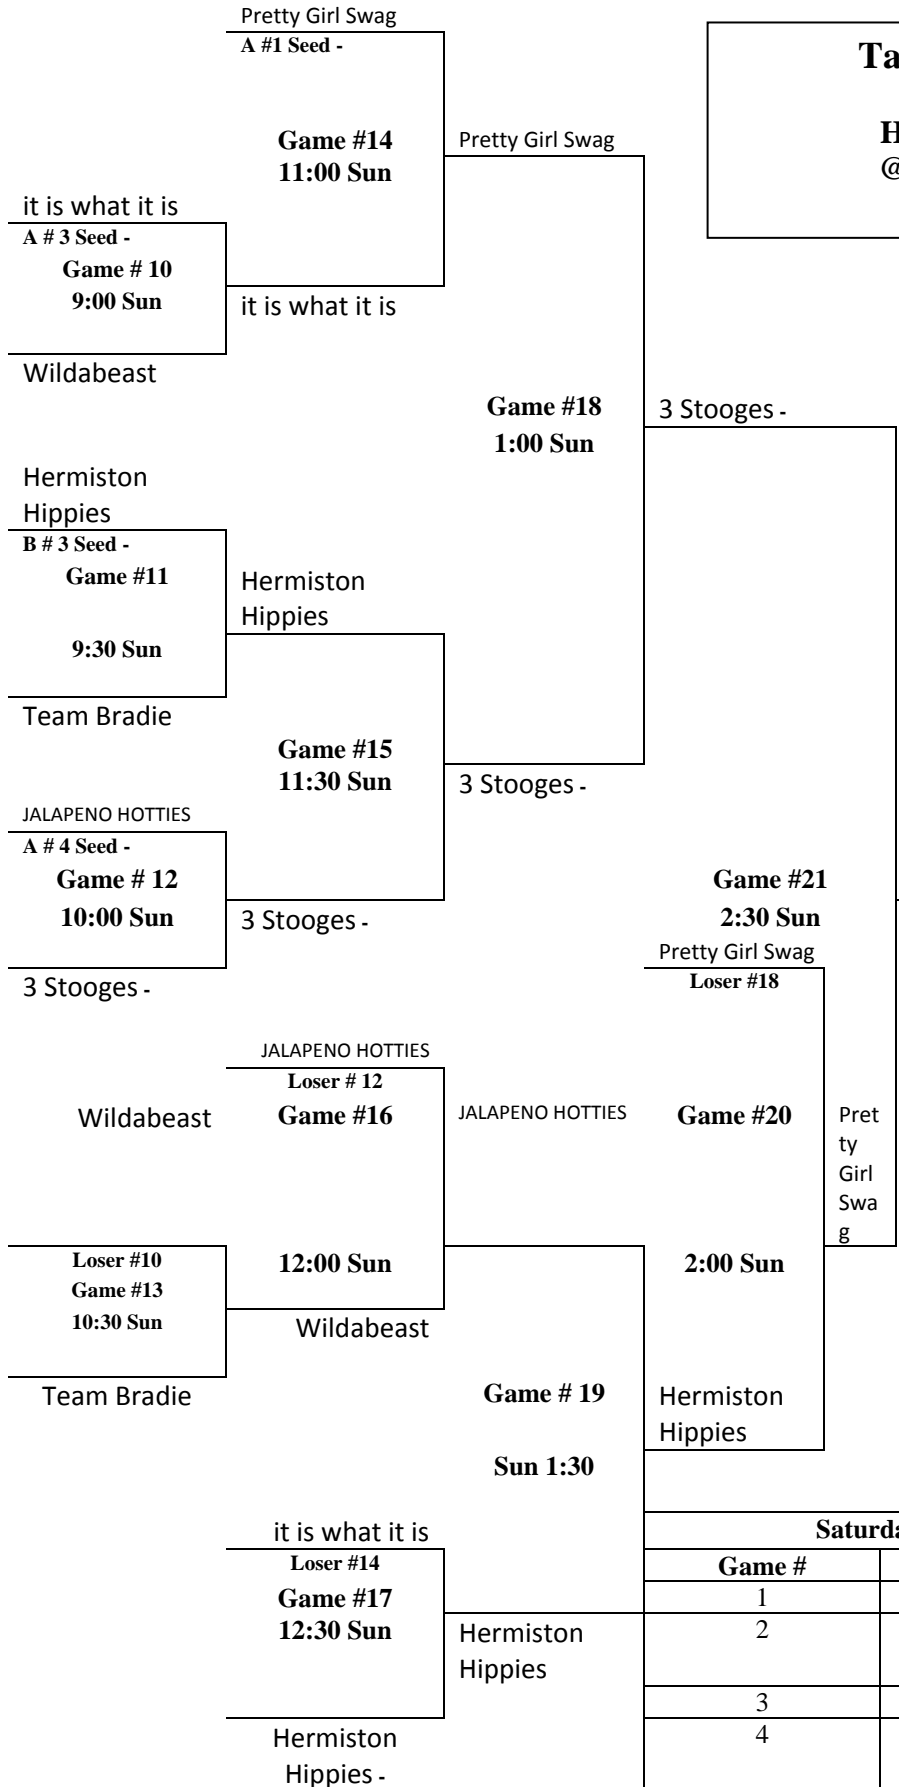 Pretty Girl Swag
A #1 Seed -
Ta
Game #14
11:00 Sun
Pretty Girl Swag
H
@
it is what it is
A # 3 Seed -
Game # 10
9:00 Sun
it is what it is
Wildabeast
Game #18
1:00 Sun
3 Stooges -
Hermiston
Hippies
B # 3 Seed -
Game #11
9:30 Sun
Hermiston
Hippies
Team Bradie
Game #15
11:30 Sun
3 Stooges -
JALAPENO HOTTIES
A # 4 Seed -
Game # 12
10:00 Sun
3 Stooges -
3 Stooges -
Game #21
2:30 Sun
Pretty Girl Swag
Loser #18
JALAPENO HOTTIES
Loser # 12
Game #16
12:00 Sun
Wildabeast
JALAPENO HOTTIES
Game #20
2:00 Sun
Pret
ty
Girl
Swa
g
Loser #10
Game #13
10:30 Sun
Wildabeast
Team Bradie
Game # 19
Sun 1:30
Hermiston
Hippies
it is what it is
Loser #14
Game #17
12:30 Sun
Hermiston
Hippies
Hermiston
Hippies -
Saturda
Game #
1
2
3
4